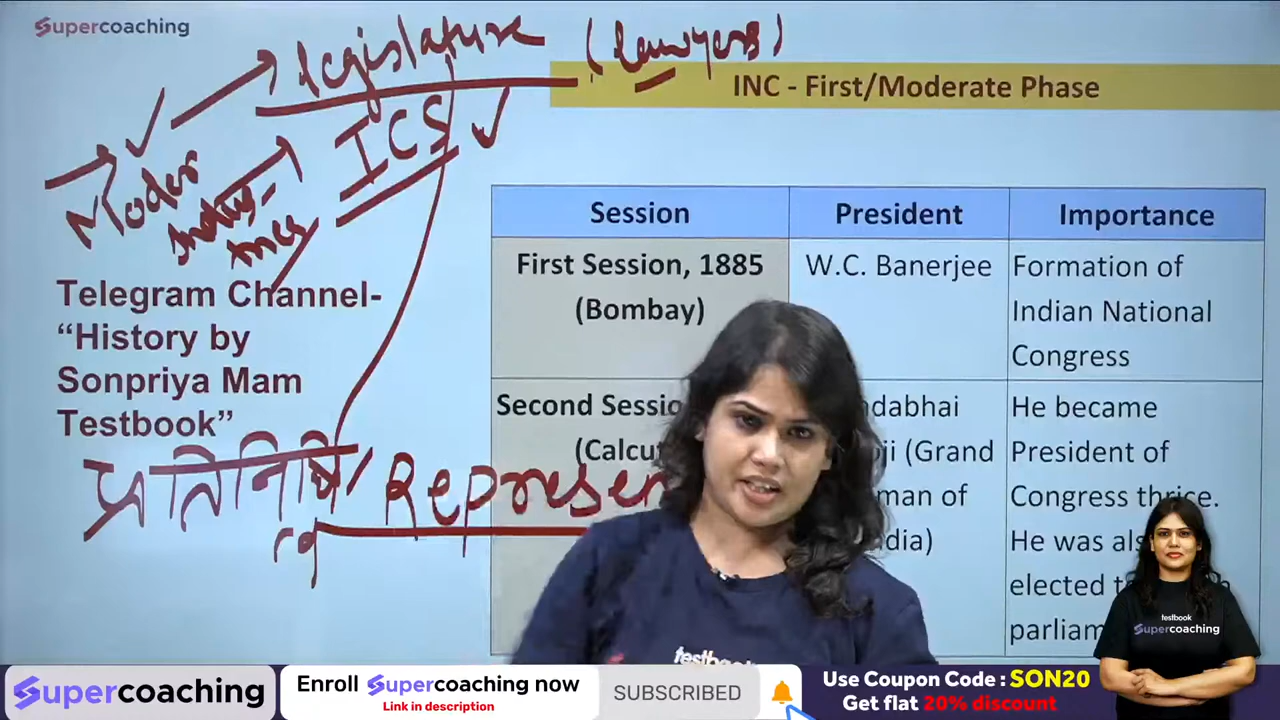 Supercoaching
legislature (lawyers)
INC - First/Moderate Phase
ICS
Moder
Session President Importance
First Session, 1885 W.C. Banerjee Formation of
(Bombay) Indian National
Congress
Telegram Channel-
“History by
Sonpriya Mam
Testbook”
Second Sessio dabhai He became
(Calcu ji (Grand President of
man of Congress thrice.
dia) He was als
elected t
parliam
प्रतिनिधि Represen
testbook
testbook
Supercoaching
Supercoaching
Enroll Supercoaching now
Link in description
SUBSCRIBED
Use Coupon Code : SON20
Get flat 20% discount